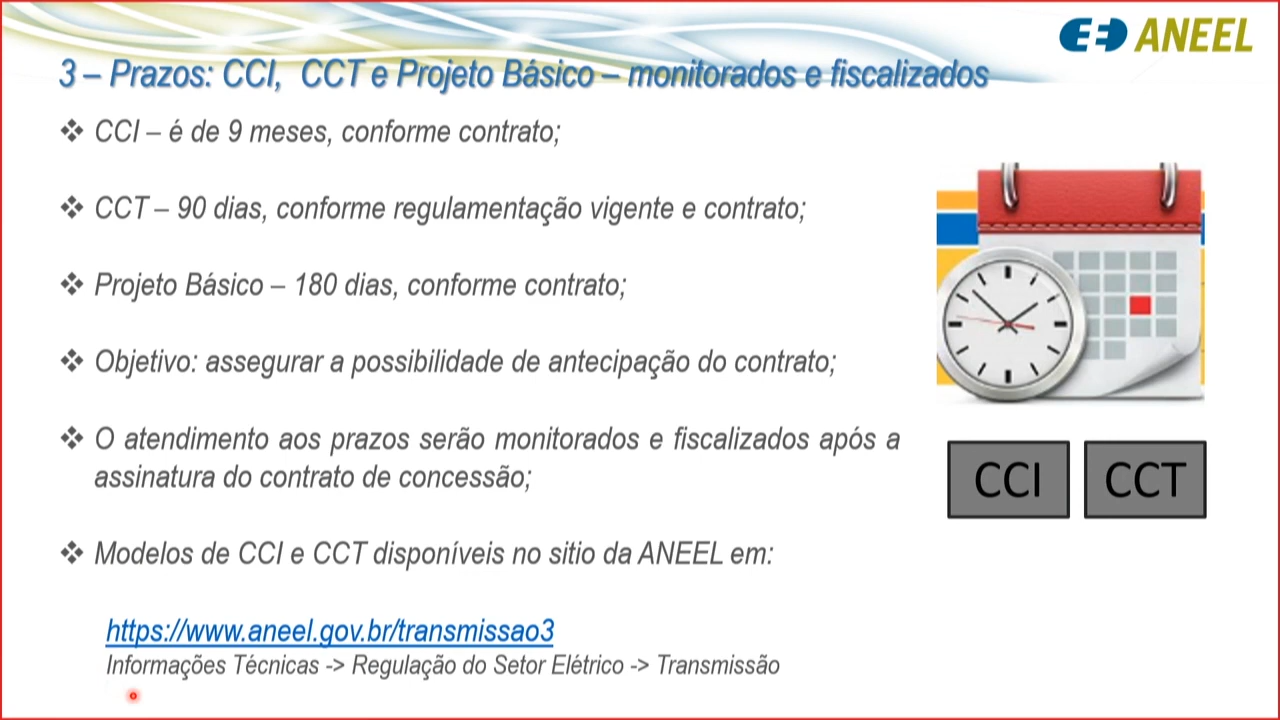 ANEEL
3 – Prazos: CCI, CCT e Projeto Básico – monitorados e fiscalizados
❖ CCI – é de 9 meses, conforme contrato;
❖ CCT – 90 dias, conforme regulamentação vigente e contrato;
❖ Projeto Básico – 180 dias, conforme contrato;
❖ Objetivo: assegurar a possibilidade de antecipação do contrato;
❖ O atendimento aos prazos serão monitorados e fiscalizados após a
assinatura do contrato de concessão;
❖ Modelos de CCI e CCT disponíveis no sitio da ANEEL em:
https://www.aneel.gov.br/transmissao3
Informações Técnicas -> Regulação do Setor Elétrico -> Transmissão
CCI
CCT